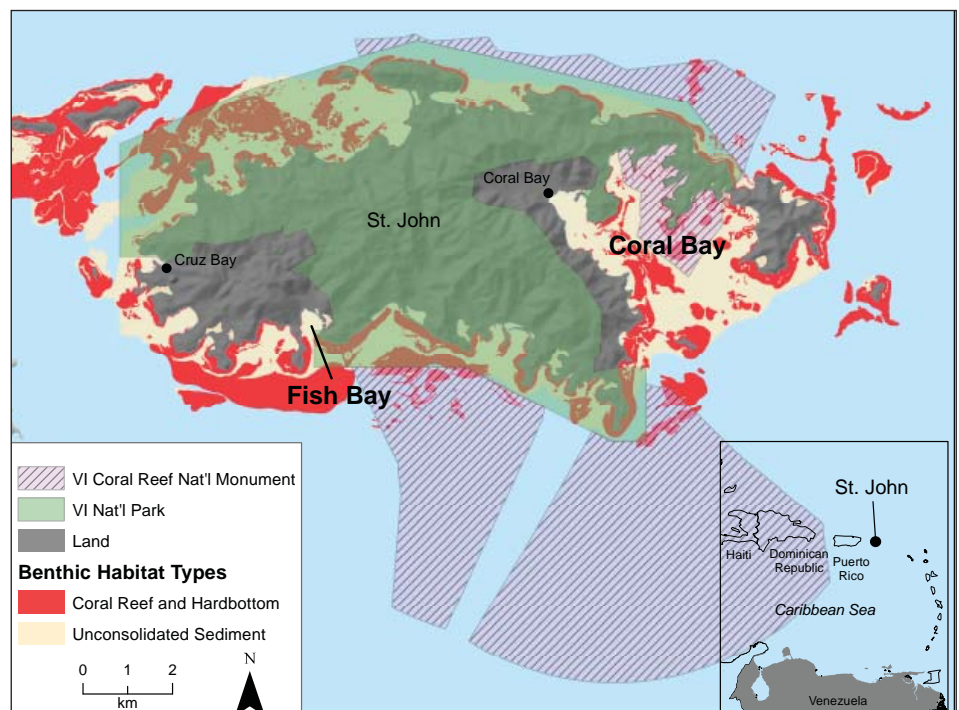 Coral Bay
St. John
Coral Bay
Cruz Bay
Fish Bay
VI Coral Reef Nat'l Monument
VI Nat'l Park
Land
Benthic Habitat Types
Coral Reef and Hardbottom
Unconsolidated Sediment
0 1 2
km
N
St. John
Haiti
Dominican
Republic
Puerto
Rico
Caribbean Sea
Venezuela